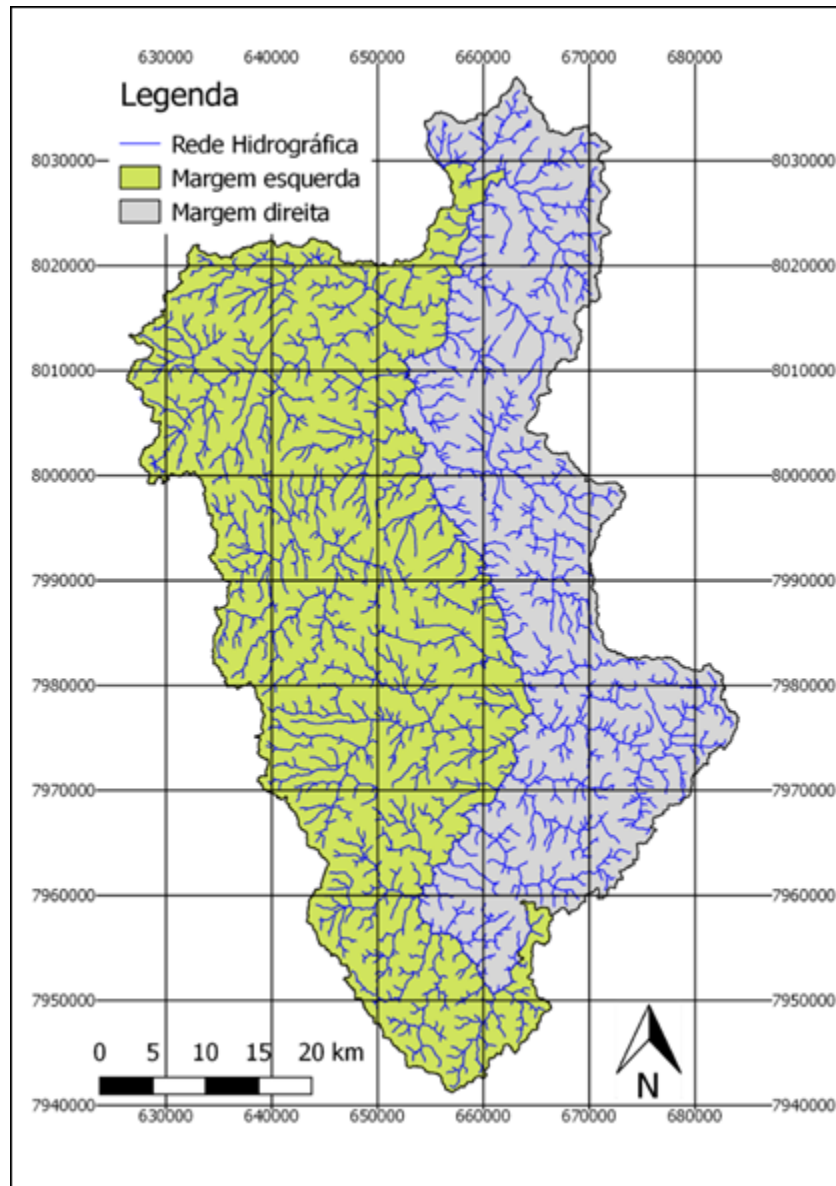 630000 640000 650000 660000 670000 680000
Legenda
Rede Hidrográfica
Margem esquerda
Margem direita
8030000 8030000
8020000 8020000
8010000 8010000
8000000 8000000
7990000 7990000
7980000 7980000
7970000 7970000
7960000 7960000
7950000 7950000
0 5 10 15 20 km
N
7940000 7940000
630000 640000 650000 660000 670000 680000